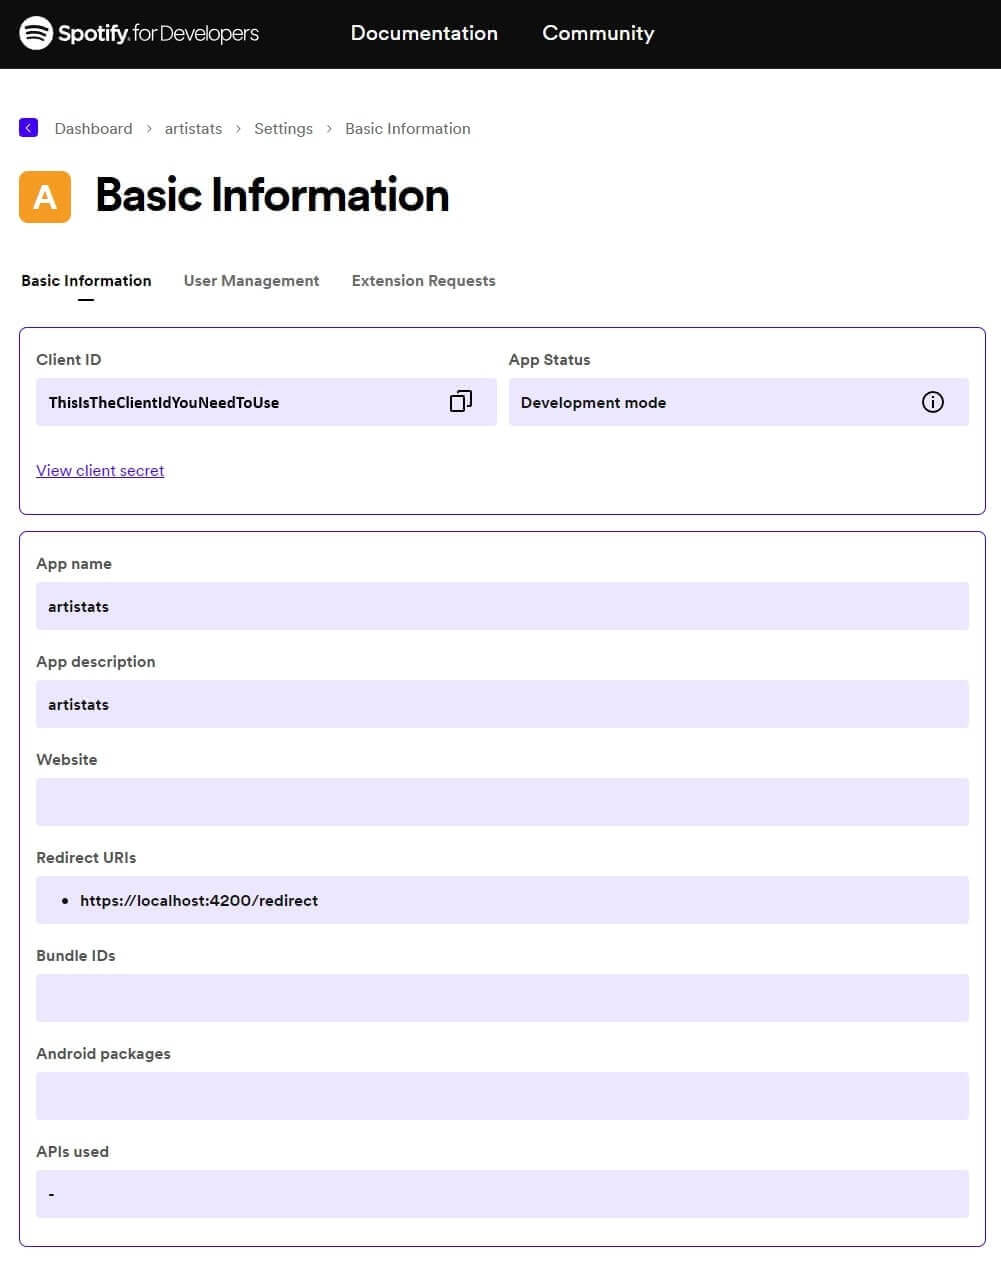 Spotify for Developers Documentation Community
Dashboard > artistats > Settings > Basic Information
A Basic Information
Basic Information User Management Extension Requests
Client ID App Status
ThisIsTheClientIdYouNeedToUse Development mode
View client secret
App name
artistats
App description
artistats
Website
Redirect URIs
• https://localhost:4200/redirect
Bundle IDs
Android packages
APIs used
-